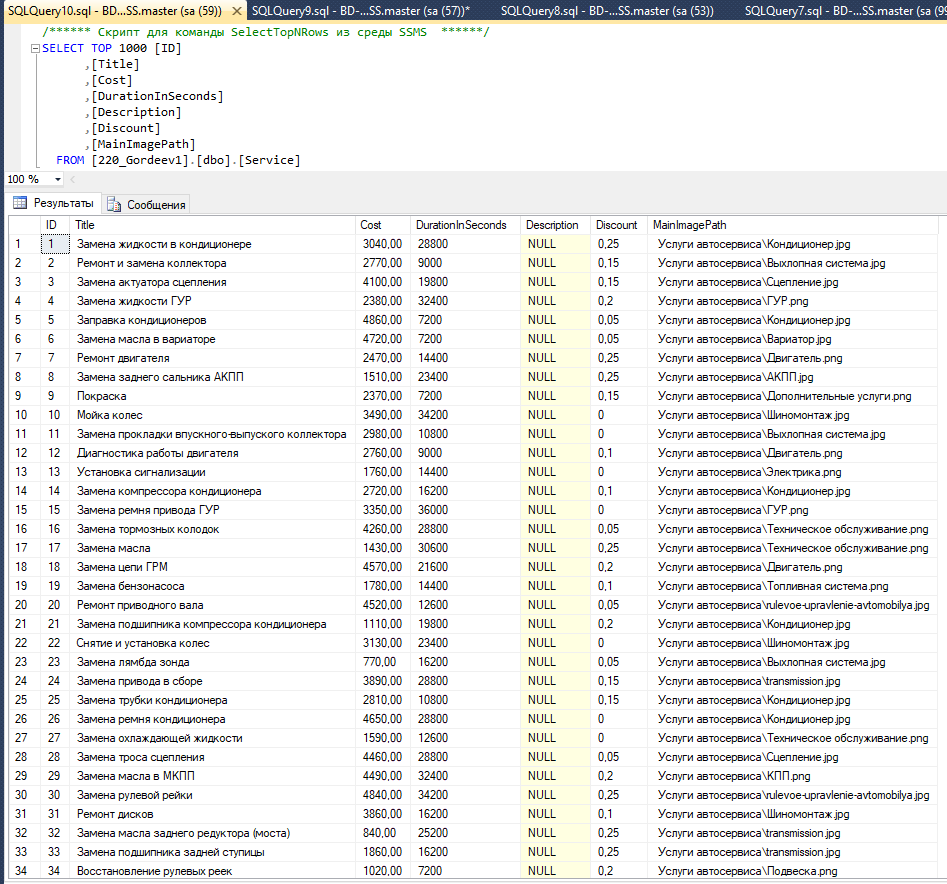 SQLQuery10.sql - BD-...SS.master (sa (59)) SQLQuery9.sql - BD-...SS.master (sa (57))* SQLQuery8.sql - BD-...SS.master (sa (53)) SQLQuery7.sql - BD-...SS.master (sa (99
/****** Скрипт для команды SelectTopNRows из среды SSMS ******/
SELECT TOP 1000 [ID]
,[Title]
,[Cost]
,[DurationInSeconds]
,[Description]
,[Discount]
,[MainImagePath]
FROM [220_Gordeev1].[dbo].[Service]
100 %
Результаты Сообщения
ID Title Cost DurationInSeconds Description Discount MainImagePath
1 1 Замена жидкости в кондиционере 3040,00 28800 NULL 0,25 Услуги автосервиса\Кондиционер.jpg
2 2 Ремонт и замена коллектора 2770,00 9000 NULL 0,15 Услуги автосервиса\Выхлопная система.jpg
3 3 Замена актуатора сцепления 4100,00 19800 NULL 0,15 Услуги автосервиса\Сцепление.jpg
4 4 Замена жидкости ГУР 2380,00 32400 NULL 0,2 Услуги автосервиса\ГУР.png
5 5 Заправка кондиционеров 4860,00 7200 NULL 0,05 Услуги автосервиса\Кондиционер.jpg
6 6 Замена масла в вариаторе 4720,00 7200 NULL 0,05 Услуги автосервиса\Вариатор.jpg
7 7 Ремонт двигателя 2470,00 14400 NULL 0,25 Услуги автосервиса\Двигатель.png
8 8 Замена заднего сальника АКПП 1510,00 23400 NULL 0,25 Услуги автосервиса\АКПП.jpg
9 9 Покраска 2370,00 7200 NULL 0,15 Услуги автосервиса\Дополнительные услуги.png
10 10 Мойка колес 3490,00 34200 NULL 0 Услуги автосервиса\Шиномонтаж.jpg
11 11 Замена прокладки впускного-выпуского коллектора 2980,00 10800 NULL 0 Услуги автосервиса\Выхлопная система.jpg
12 12 Диагностика работы двигателя 2760,00 9000 NULL 0,1 Услуги автосервиса\Двигатель.png
13 13 Установка сигнализации 1760,00 14400 NULL 0 Услуги автосервиса\Электрика.png
14 14 Замена компрессора кондиционера 2720,00 16200 NULL 0,1 Услуги автосервиса\Кондиционер.jpg
15 15 Замена ремня привода ГУР 3350,00 36000 NULL 0 Услуги автосервиса\ГУР.png
16 16 Замена тормозных колодок 4260,00 28800 NULL 0,05 Услуги автосервиса\Техническое обслуживание.png
17 17 Замена масла 1430,00 30600 NULL 0,25 Услуги автосервиса\Техническое обслуживание.png
18 18 Замена цепи ГРМ 4570,00 21600 NULL 0,2 Услуги автосервиса\Двигатель.png
19 19 Замена бензонасоса 1780,00 14400 NULL 0,1 Услуги автосервиса\Топливная система.png
20 20 Ремонт приводного вала 4520,00 12600 NULL 0,05 Услуги автосервиса\rulevoe-upravlenie-avtomobilya.jpg
21 21 Замена подшипника компрессора кондиционера 1110,00 19800 NULL 0,2 Услуги автосервиса\Кондиционер.jpg
22 22 Снятие и установка колес 3130,00 23400 NULL 0 Услуги автосервиса\Шиномонтаж.jpg
23 23 Замена лямбда зонда 770,00 16200 NULL 0,05 Услуги автосервиса\Выхлопная система.jpg
24 24 Замена привода в сборе 3890,00 28800 NULL 0,15 Услуги автосервиса\transmission.jpg
25 25 Замена трубки кондиционера 2810,00 10800 NULL 0,15 Услуги автосервиса\Кондиционер.jpg
26 26 Замена ремня кондиционера 4650,00 28800 NULL 0 Услуги автосервиса\Кондиционер.jpg
27 27 Замена охлаждающей жидкости 1590,00 12600 NULL 0 Услуги автосервиса\Техническое обслуживание.png
28 28 Замена троса сцепления 4460,00 28800 NULL 0,05 Услуги автосервиса\Сцепление.jpg
29 29 Замена масла в МКПП 4490,00 32400 NULL 0,2 Услуги автосервиса\КПП.png
30 30 Замена рулевой рейки 4840,00 34200 NULL 0,25 Услуги автосервиса\rulevoe-upravlenie-avtomobilya.jpg
31 31 Ремонт дисков 3860,00 16200 NULL 0,1 Услуги автосервиса\Шиномонтаж.jpg
32 32 Замена масла заднего редуктора (моста) 840,00 25200 NULL 0,25 Услуги автосервиса\transmission.jpg
33 33 Замена подшипника задней ступицы 1860,00 16200 NULL 0,25 Услуги автосервиса\transmission.jpg
34 34 Восстановление рулевых реек 1020,00 7200 NULL 0,2 Услуги автосервиса\Подвеска.png